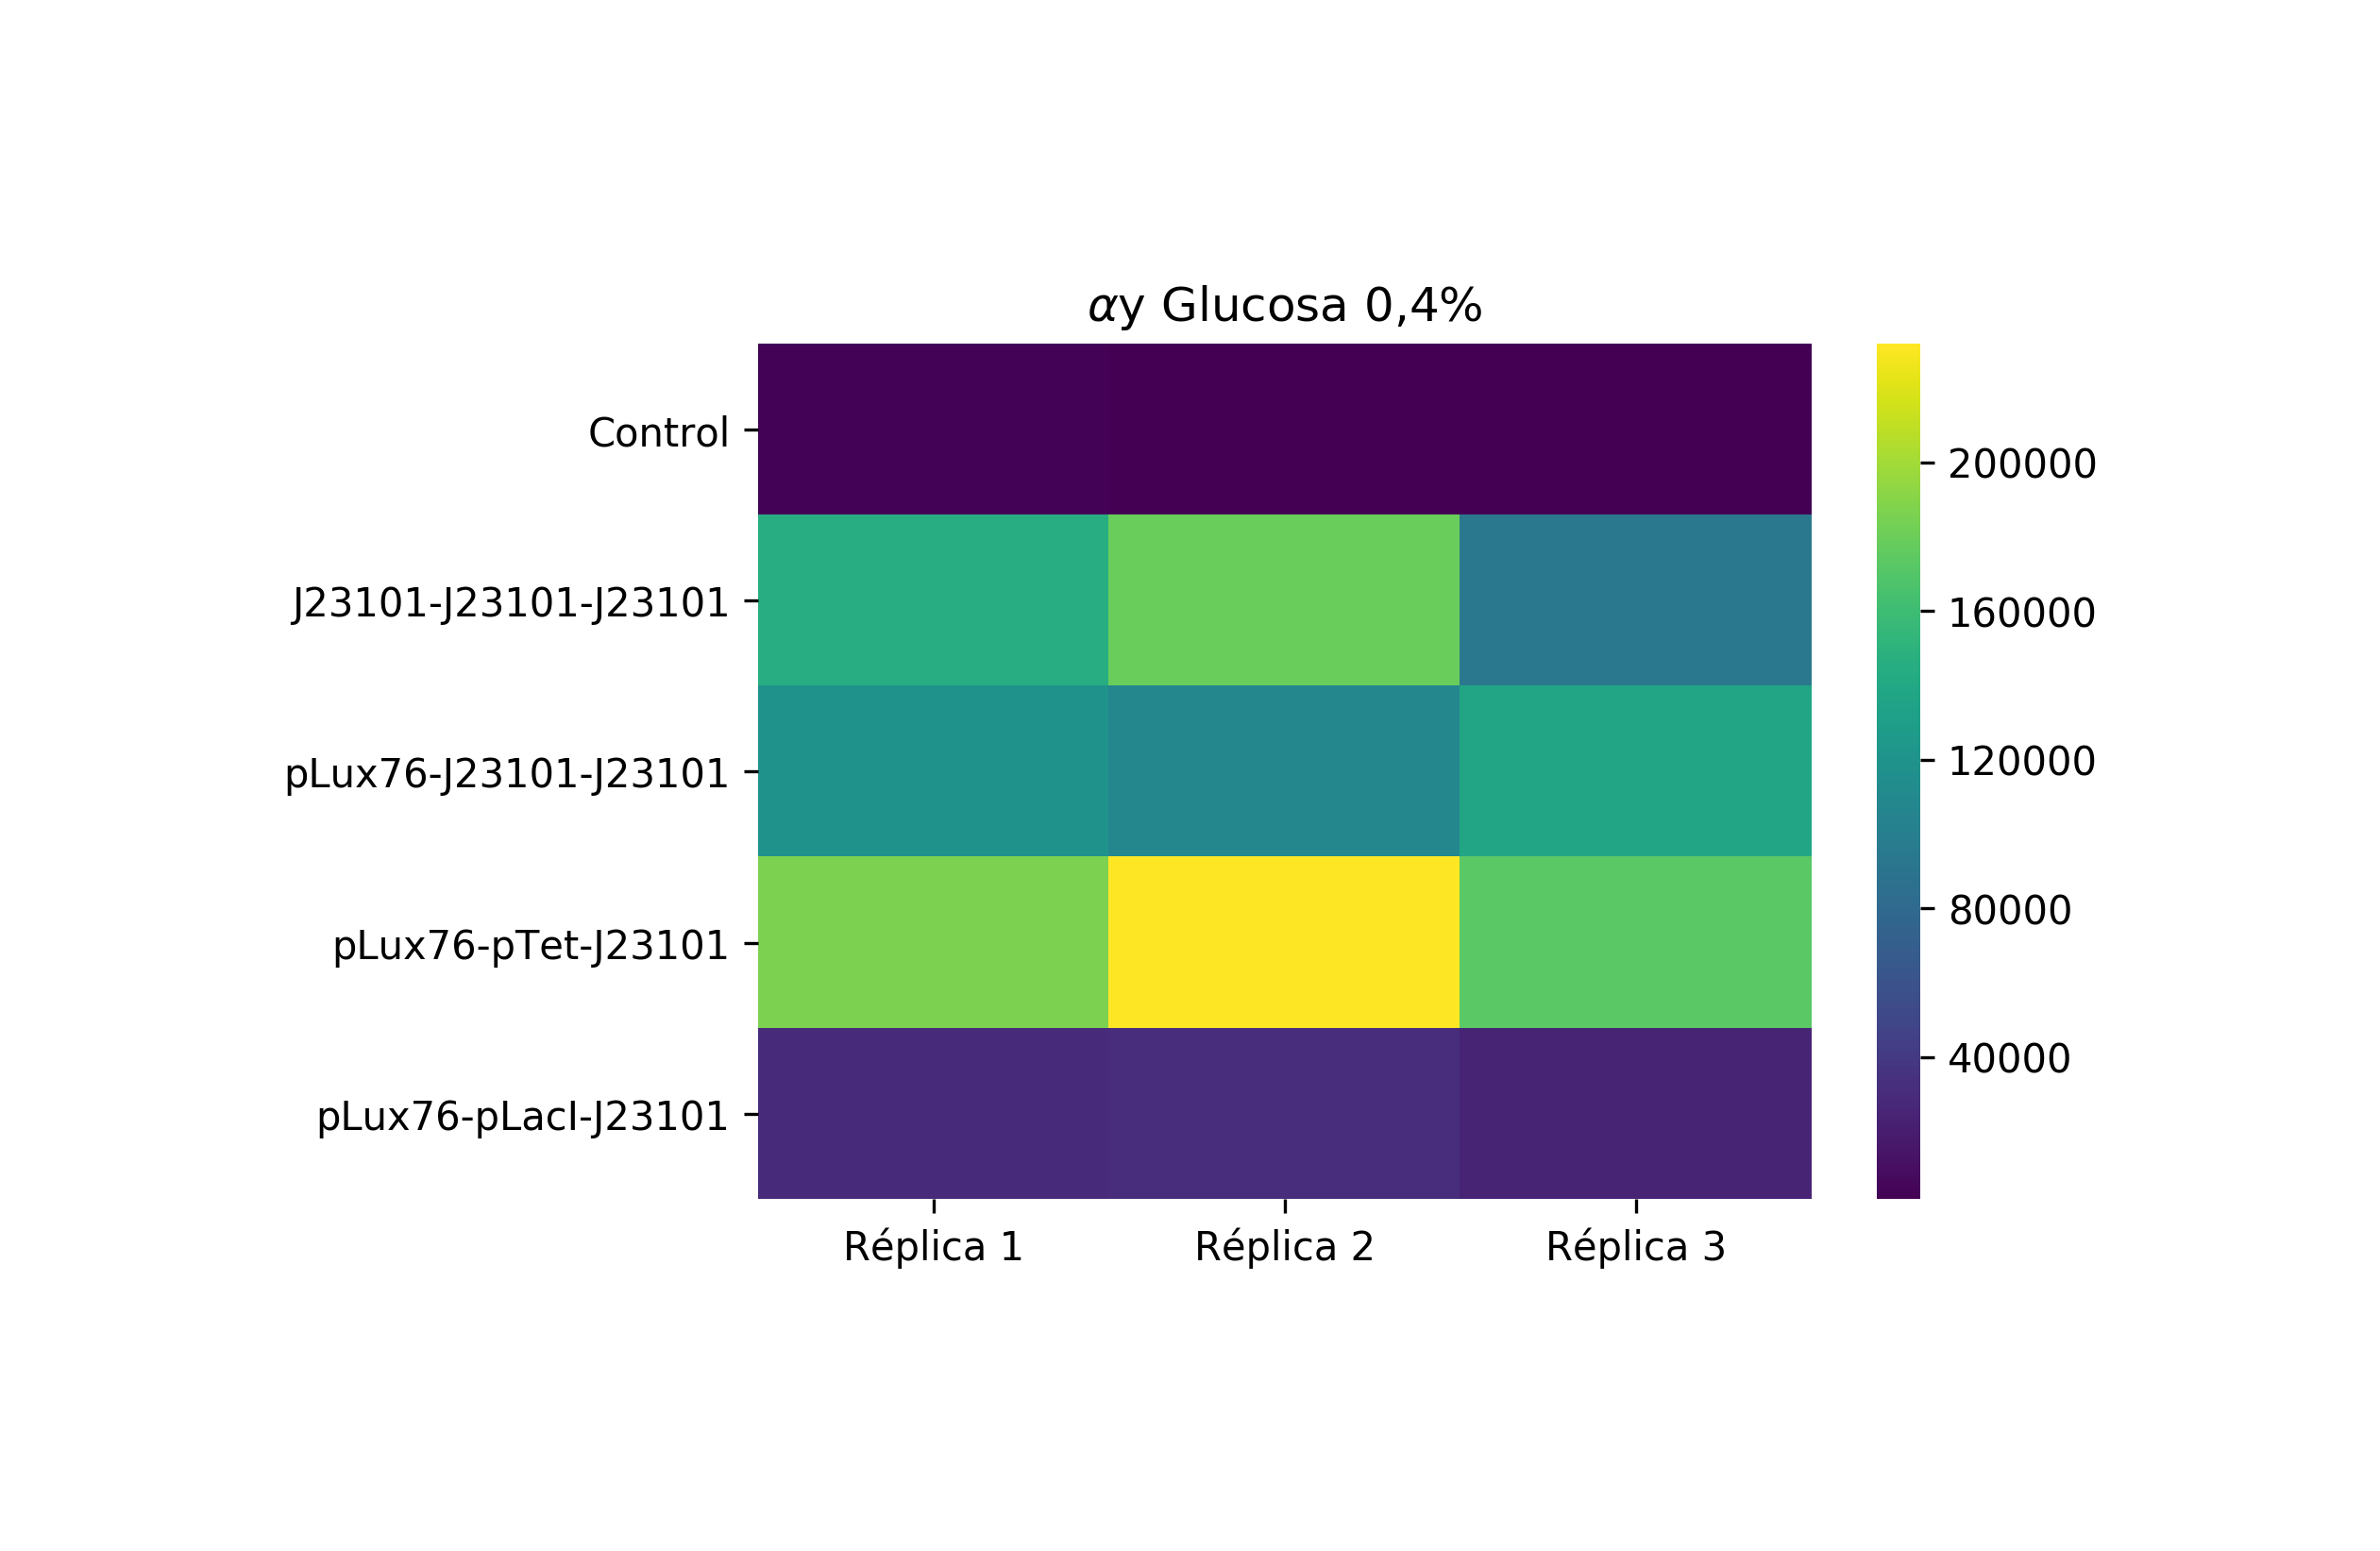 αy Glucosa 0,4%
Control
J23101-J23101-J23101
pLux76-J23101-J23101
pLux76-pTet-J23101
pLux76-pLacI-J23101
Réplica 1
Réplica 2
Réplica 3
200000
160000
120000
80000
40000